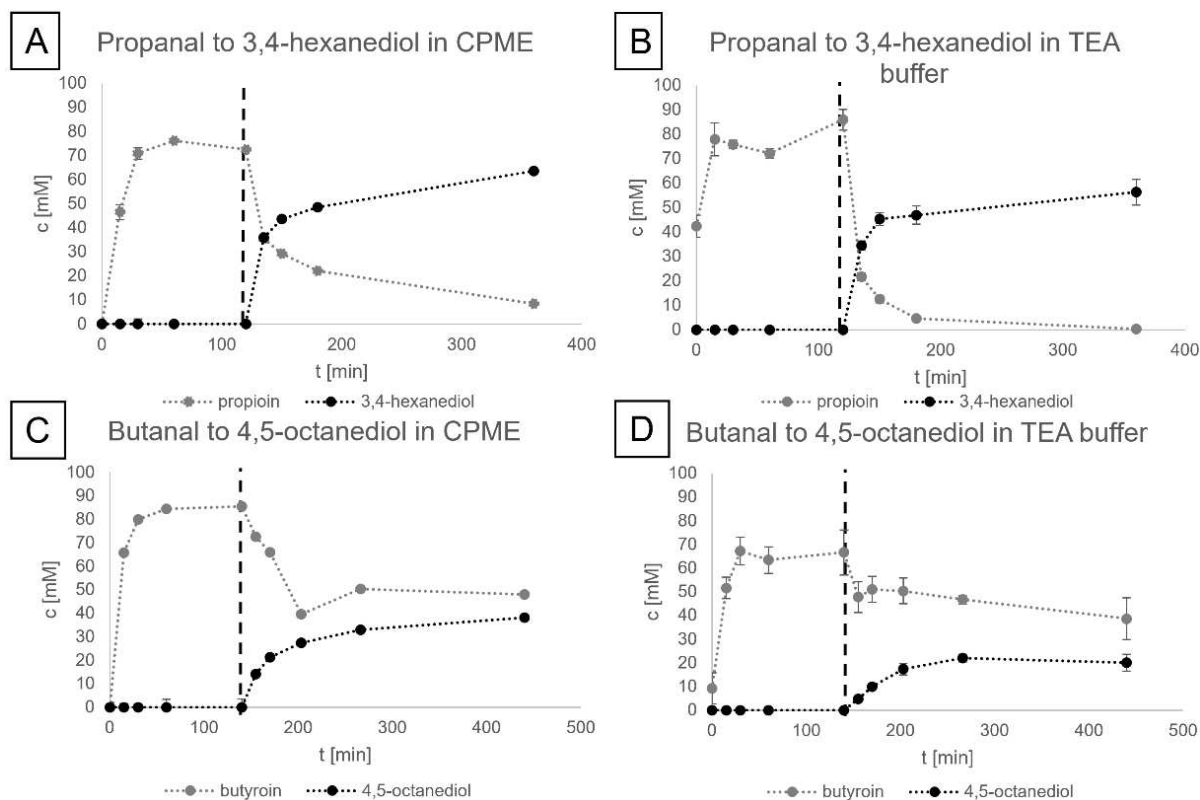 A
Propanal to 3,4-hexanediol in CPME
100
90
80
70
60
50
40
30
20
10
0
c [mM]
0
100
200
300
400
t [min]
propioin
3,4-hexanediol
B
Propanal to 3,4-hexanediol in TEA
buffer
100
90
80
70
60
50
40
30
20
10
0
c [mM]
0
100
200
300
400
t [min]
propioin
3,4-hexanediol
C
Butanal to 4,5-octanediol in CPME
100
90
80
70
60
50
40
30
20
10
0
c [mM]
0
100
200
300
400
500
t [min]
butyroin
4,5-octanediol
D
Butanal to 4,5-octanediol in TEA buffer
100
90
80
70
60
50
40
30
20
10
0
c [mM]
0
100
200
300
400
500
t [min]
butyroin
4,5-octanediol